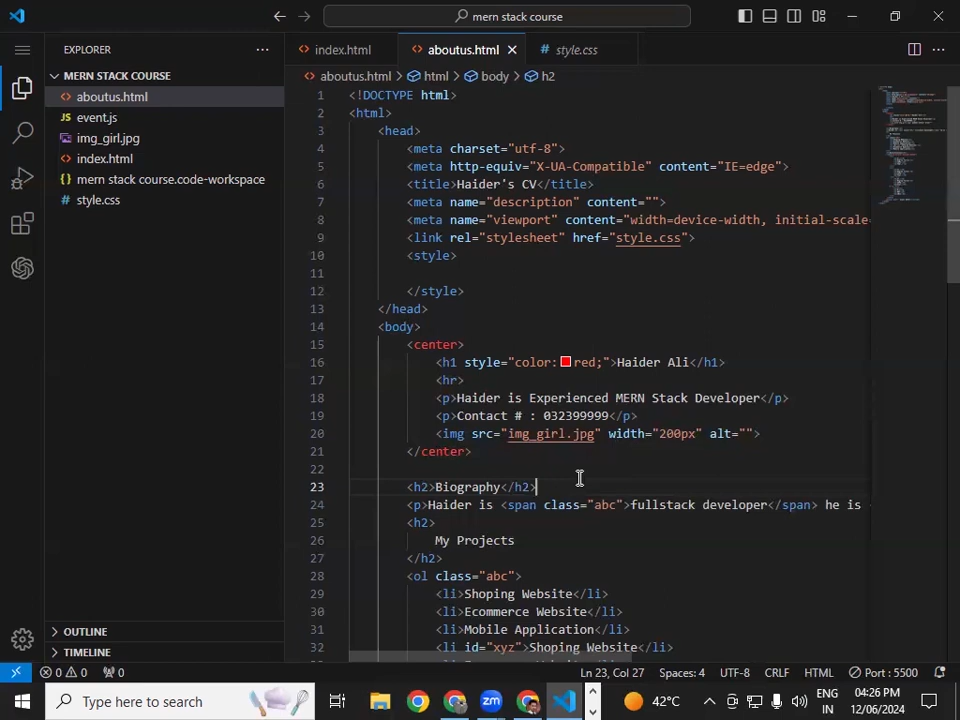 mern stack course
EXPLORER
index.html
aboutus.html
style.css
MERN STACK COURSE
aboutus.html
event.js
img_girl.jpg
index.html
mern stack course.code-workspace
style.css
OUTLINE
TIMELINE
aboutus.html > html > body > h2
1 <!DOCTYPE html>
2 <html>
3 <head>
4 <meta charset="utf-8">
5 <meta http-equiv="X-UA-Compatible" content="IE=edge">
6 <title>Haider's CV</title>
7 <meta name="description" content="">
8 <meta name="viewport" content="width=device-width, initial-scale=
9 <link rel="stylesheet" href="style.css">
10 <style>
11
12 </style>
13 </head>
14 <body>
15 <center>
16 <h1 style="color: red;">Haider Ali</h1>
17 <hr>
18 <p>Haider is Experienced MERN Stack Developer</p>
19 <p>Contact # : 032399999</p>
20 <img src="img_girl.jpg" width="200px" alt="">
21 </center>
22
23 <h2>Biography</h2>
24 <p>Haider is <span class="abc">fullstack developer</span> he is
25 <h2>
26 My Projects
27 </h2>
28 <ol class="abc">
29 <li>Shoping Website</li>
30 <li>Ecommerce Website</li>
31 <li>Mobile Application</li>
32 <li id="xyz">Shoping Website</li>
0 0 0 Ln 23, Col 27 Spaces: 4 UTF-8 CRLF HTML Port : 5500
Type here to search
42°C
ENG
IN
04:26 PM
12/06/2024